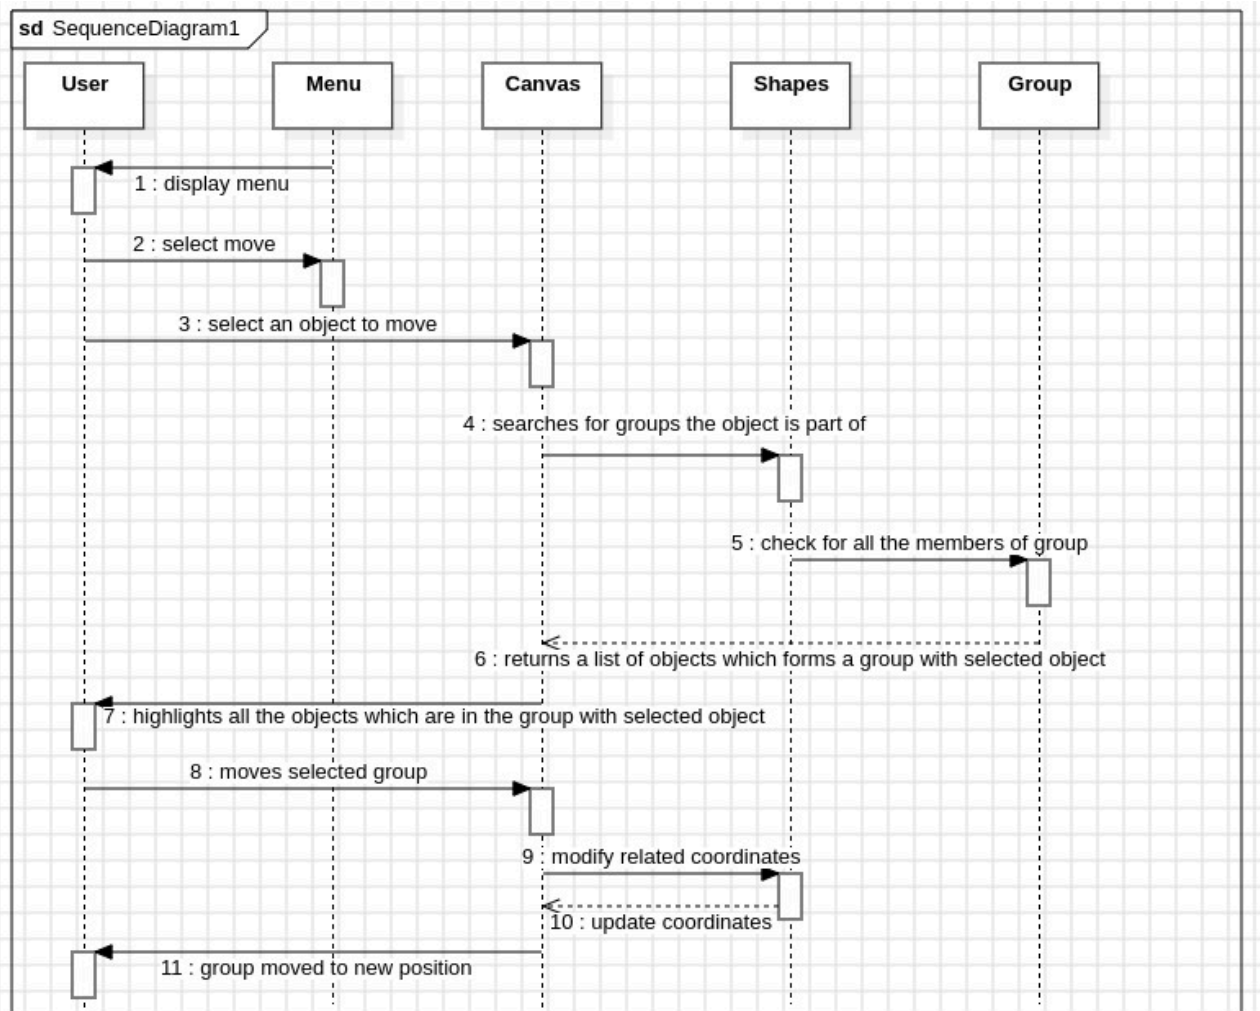 sd SequenceDiagram1
User
Menu
Canvas
Shapes
Group
1 : display menu
2 : select move
3 : select an object to move
4 : searches for groups the object is part of
5 : check for all the members of group
6 : returns a list of objects which forms a group with selected object
7 : highlights all the objects which are in the group with selected object
8 : moves selected group
9 : modify related coordinates
10 : update coordinates
11 : group moved to new position